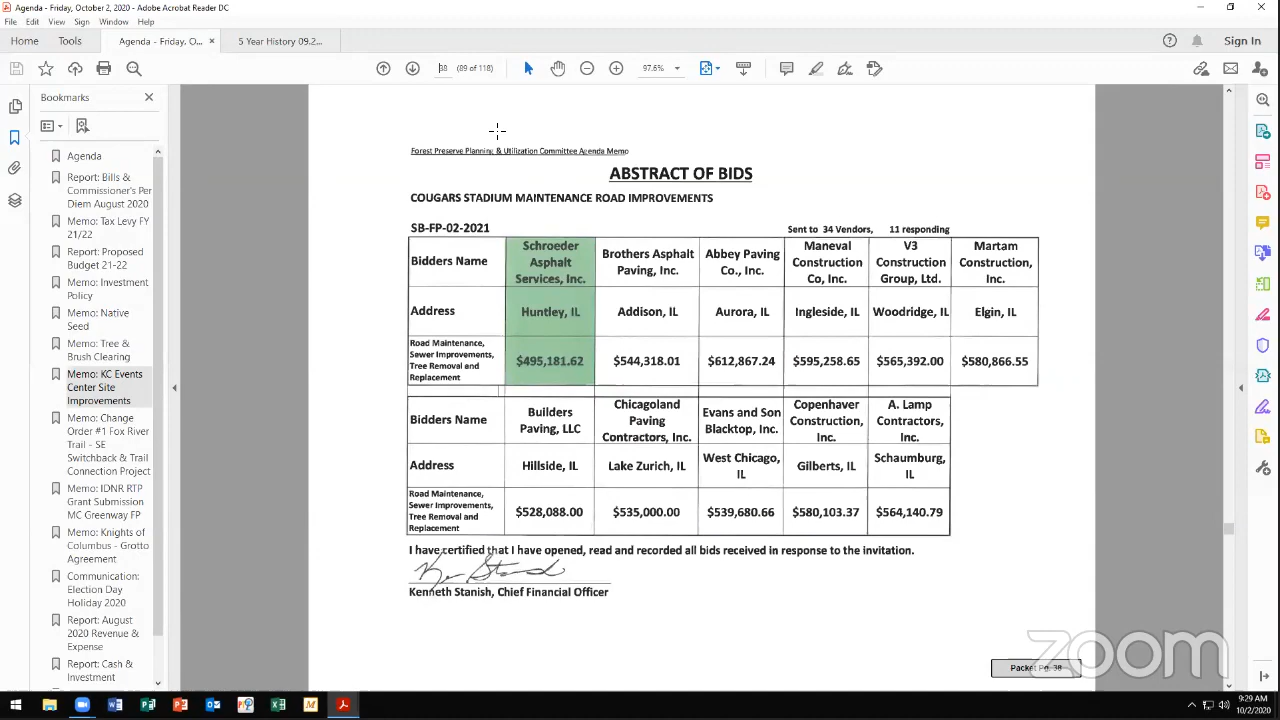 Agenda - Friday, October 2, 2020 - Adobe Acrobat Reader DC
File Edit View Sign Window Help
Home Tools Agenda - Friday, O... × 5 Year History 09.2... Sign In
(89 of 118) 97.6%
Bookmarks
Agenda
Report: Bills &
Commissioner's Per
Diem August 2020
Memo: Tax Levy FY
21/22
Report: Proposed
Budget 21-22
Memo: Investment
Policy
Memo: Native
Seed
Memo: Tree &
Brush Clearing
Memo: KC Events
Center Site
Improvements
Memo: Change
Order #1 Fox River
Trail - SE
Switchback & Trail
Connection Project
Memo: IDNR RTP
Grant Submission
MC Greenway FP
Memo: Knights of
Columbus - Grotto
Agreement
Communication:
Election Day
Holiday 2020
Report: August
2020 Revenue &
Expense
Report: Cash &
Investment
Forest Preserve Planning & Utilization Committee Agenda Memo
ABSTRACT OF BIDS
COUGARS STADIUM MAINTENANCE ROAD IMPROVEMENTS
SB-FP-02-2021 Sent to 34 Vendors, 11 responding
Bidders Name
Schroeder
Asphalt
Services, Inc.
Brothers Asphalt
Paving, Inc.
Abbey Paving
Co., Inc.
Maneval
Construction
Co, Inc.
V3
Construction
Group, Ltd.
Martam
Construction,
Inc.
Address Huntley, IL Addison, IL Aurora, IL Ingleside, IL Woodridge, IL Elgin, IL
Road Maintenance,
Sewer Improvements,
Tree Removal and
Replacement
$495,181.62 $544,318.01 $612,867.24 $595,258.65 $565,392.00 $580,866.55
Bidders Name
Builders
Paving, LLC
Chicagoland
Paving
Contractors, Inc.
Evans and Son
Blacktop, Inc.
Copenhaver
Construction,
Inc.
A. Lamp
Contractors,
Inc.
Address Hillside, IL Lake Zurich, IL
West Chicago,
IL
Gilberts, IL
Schaumburg,
IL
Road Maintenance,
Sewer Improvements,
Tree Removal and
Replacement
$528,088.00 $535,000.00 $539,680.66 $580,103.37 $564,140.79
I have certified that I have opened, read and recorded all bids received in response to the invitation.
Ken Stanish
Kenneth Stanish, Chief Financial Officer
Packet Pg. 38
zoom
9:29 AM
10/2/2020